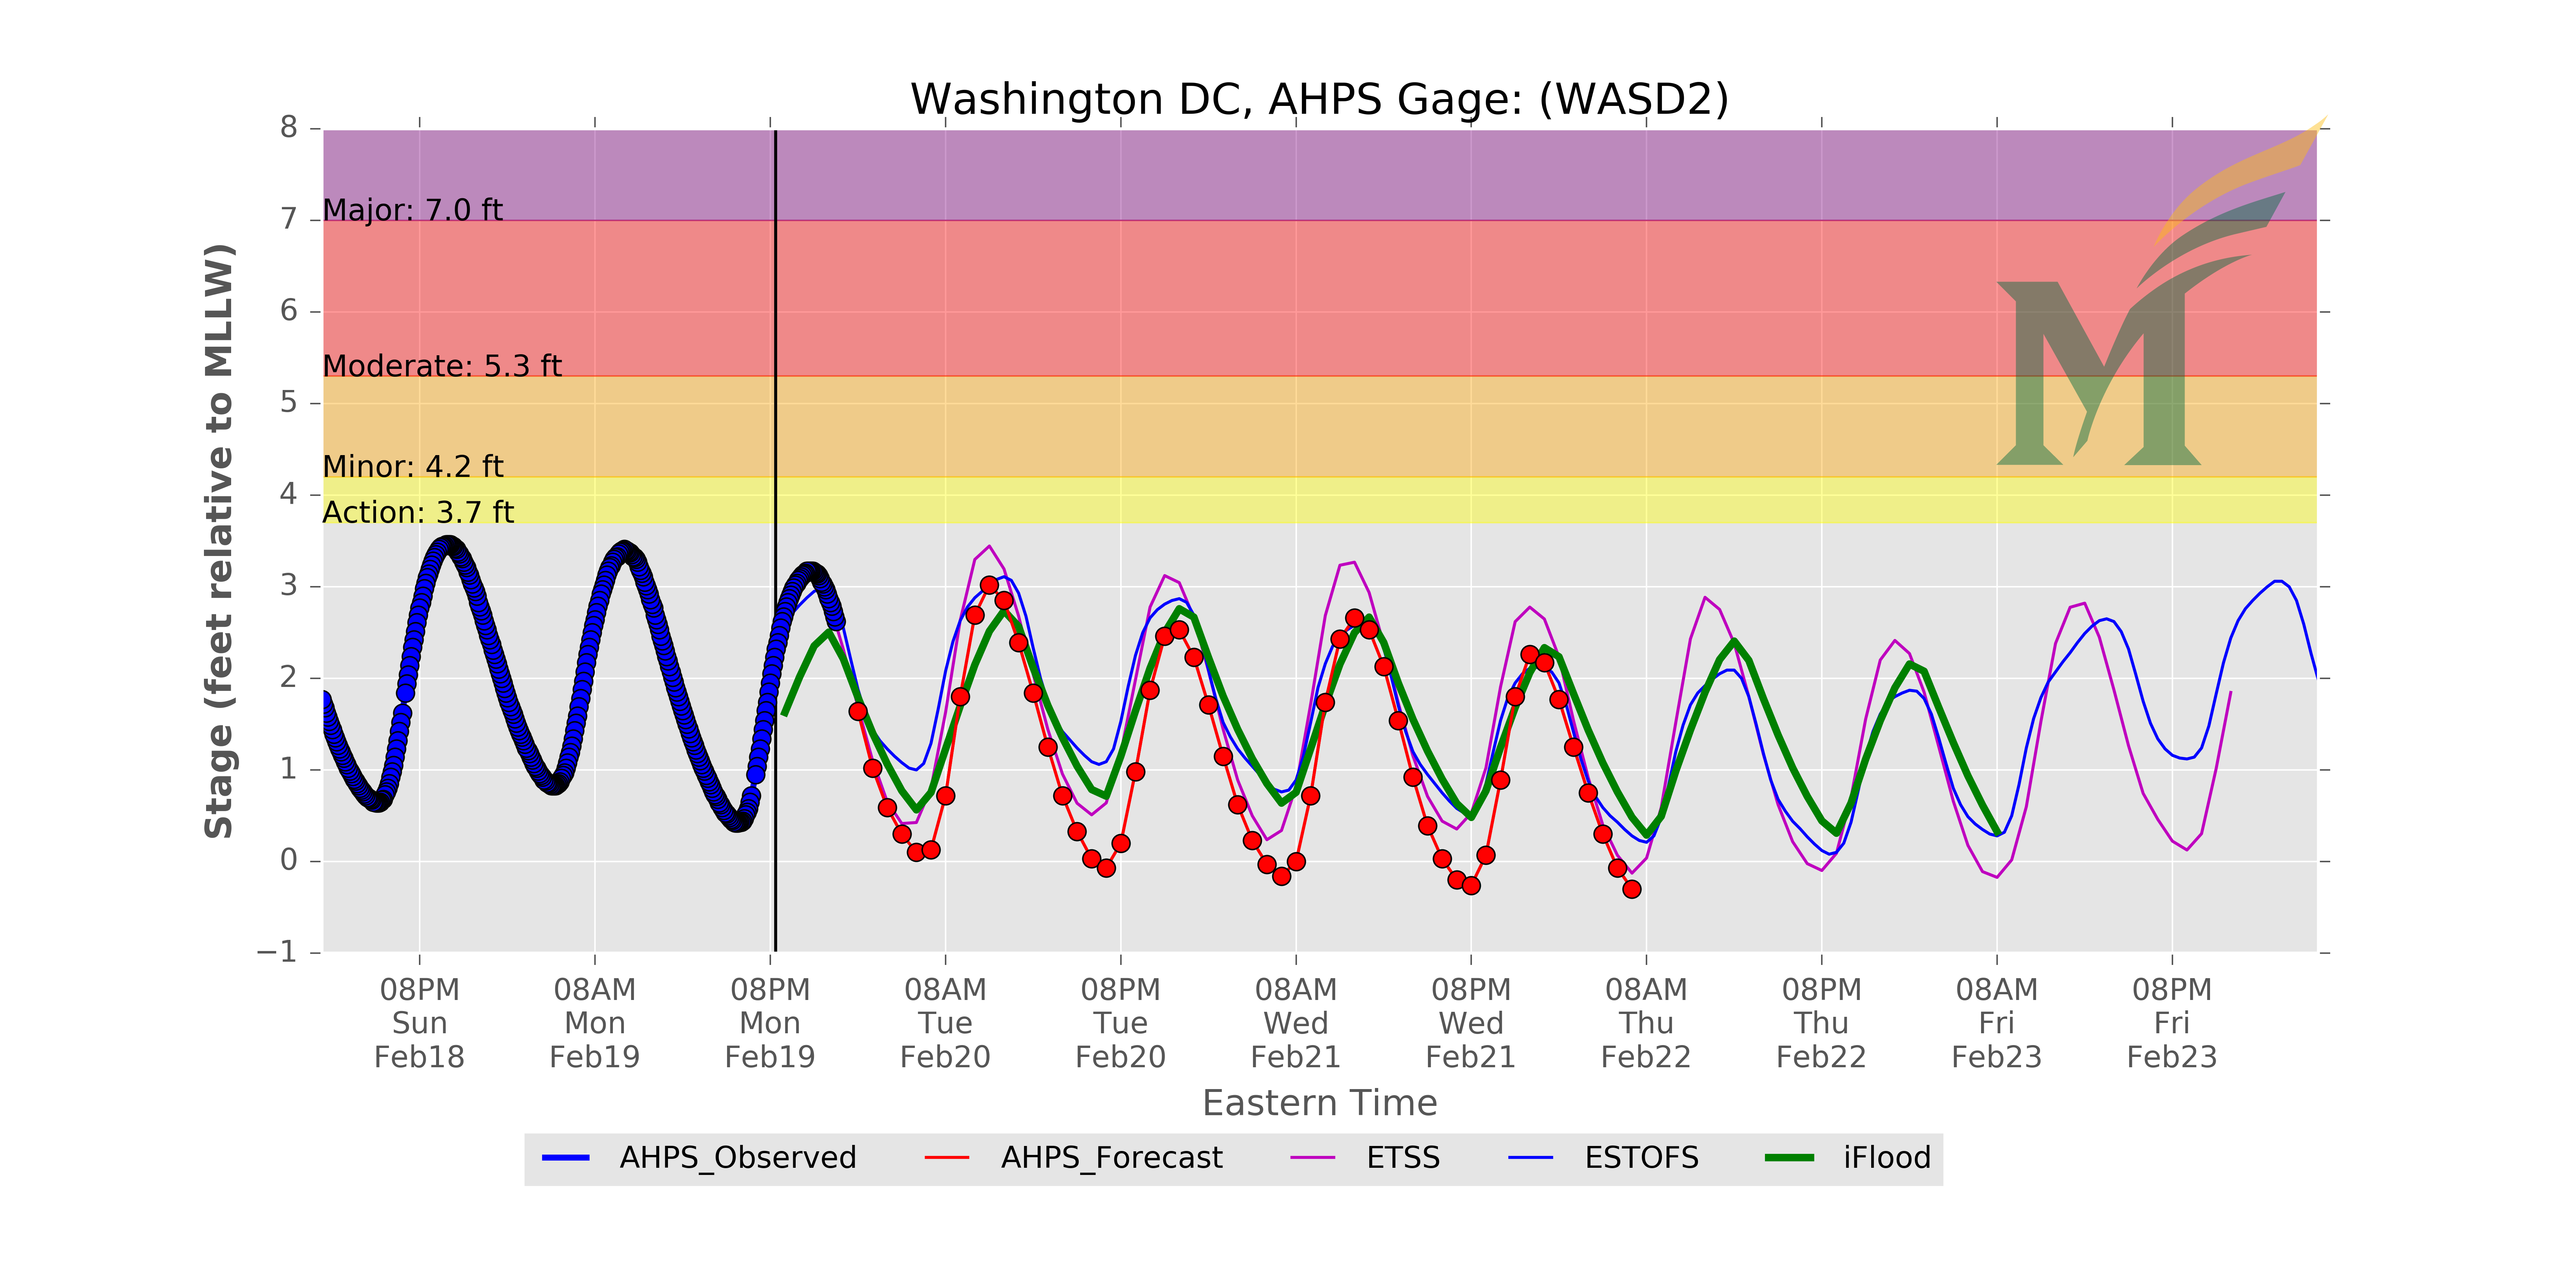 Washington DC, AHPS Gage: (WASD2)
Stage (feet relative to MLLW)
8
7
6
5
4
3
2
1
0
−1
Major: 7.0 ft
Moderate: 5.3 ft
Minor: 4.2 ft
Action: 3.7 ft
08PM 08AM 08PM 08AM 08PM 08AM 08PM 08AM 08PM 08AM 08PM
Sun Mon Mon Tue Tue Wed Wed Thu Thu Fri Fri
Feb18 Feb19 Feb19 Feb20 Feb20 Feb21 Feb21 Feb22 Feb22 Feb23 Feb23
Eastern Time
AHPS_Observed AHPS_Forecast ETSS ESTOFS iFlood
M